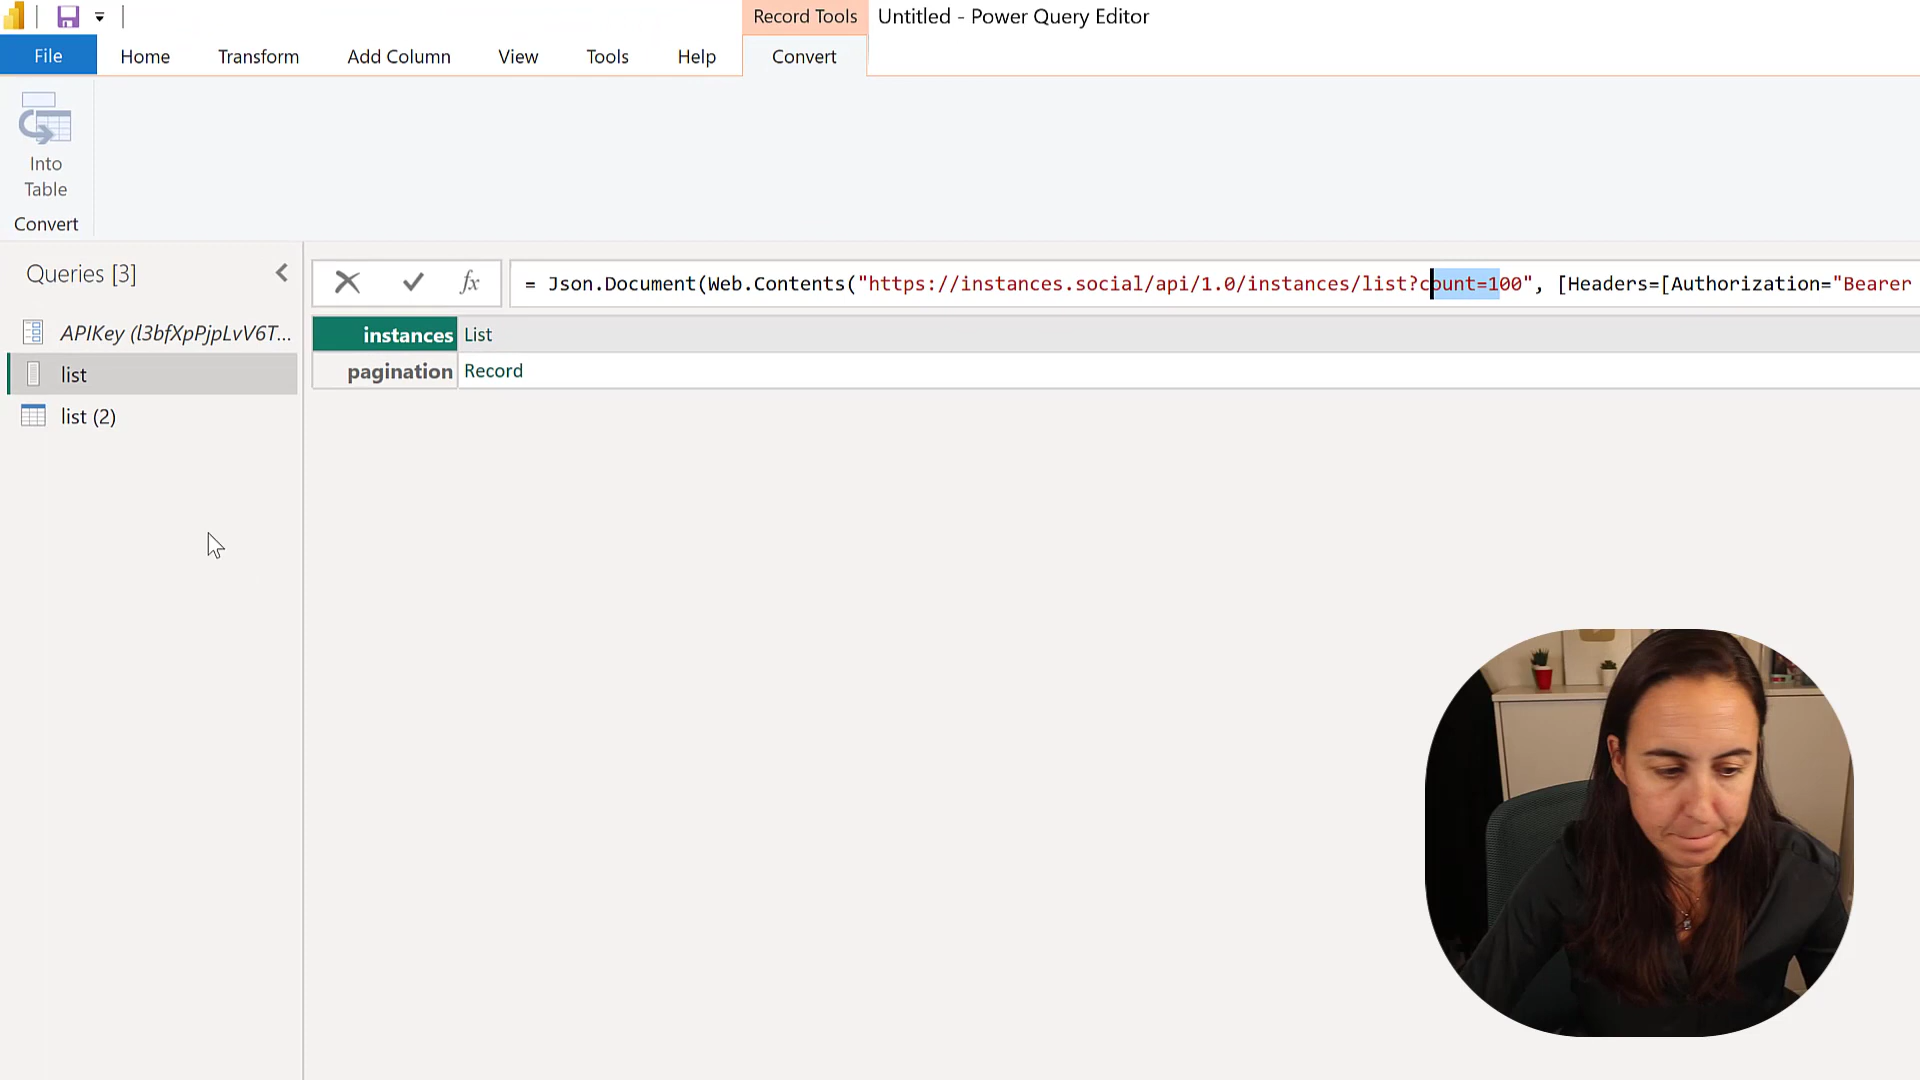 Record Tools
Untitled - Power Query Editor
File
Home
Transform
Add Column
View
Tools
Help
Convert
Into
Table
Convert
Queries [3]
fx
= Json.Document(Web.Contents("https://instances.social/api/1.0/instances/list?count=100", [Headers=[Authorization="Bearer
APIKey (l3bfXpPjpLvV6T...
instances
List
list
pagination
Record
list (2)